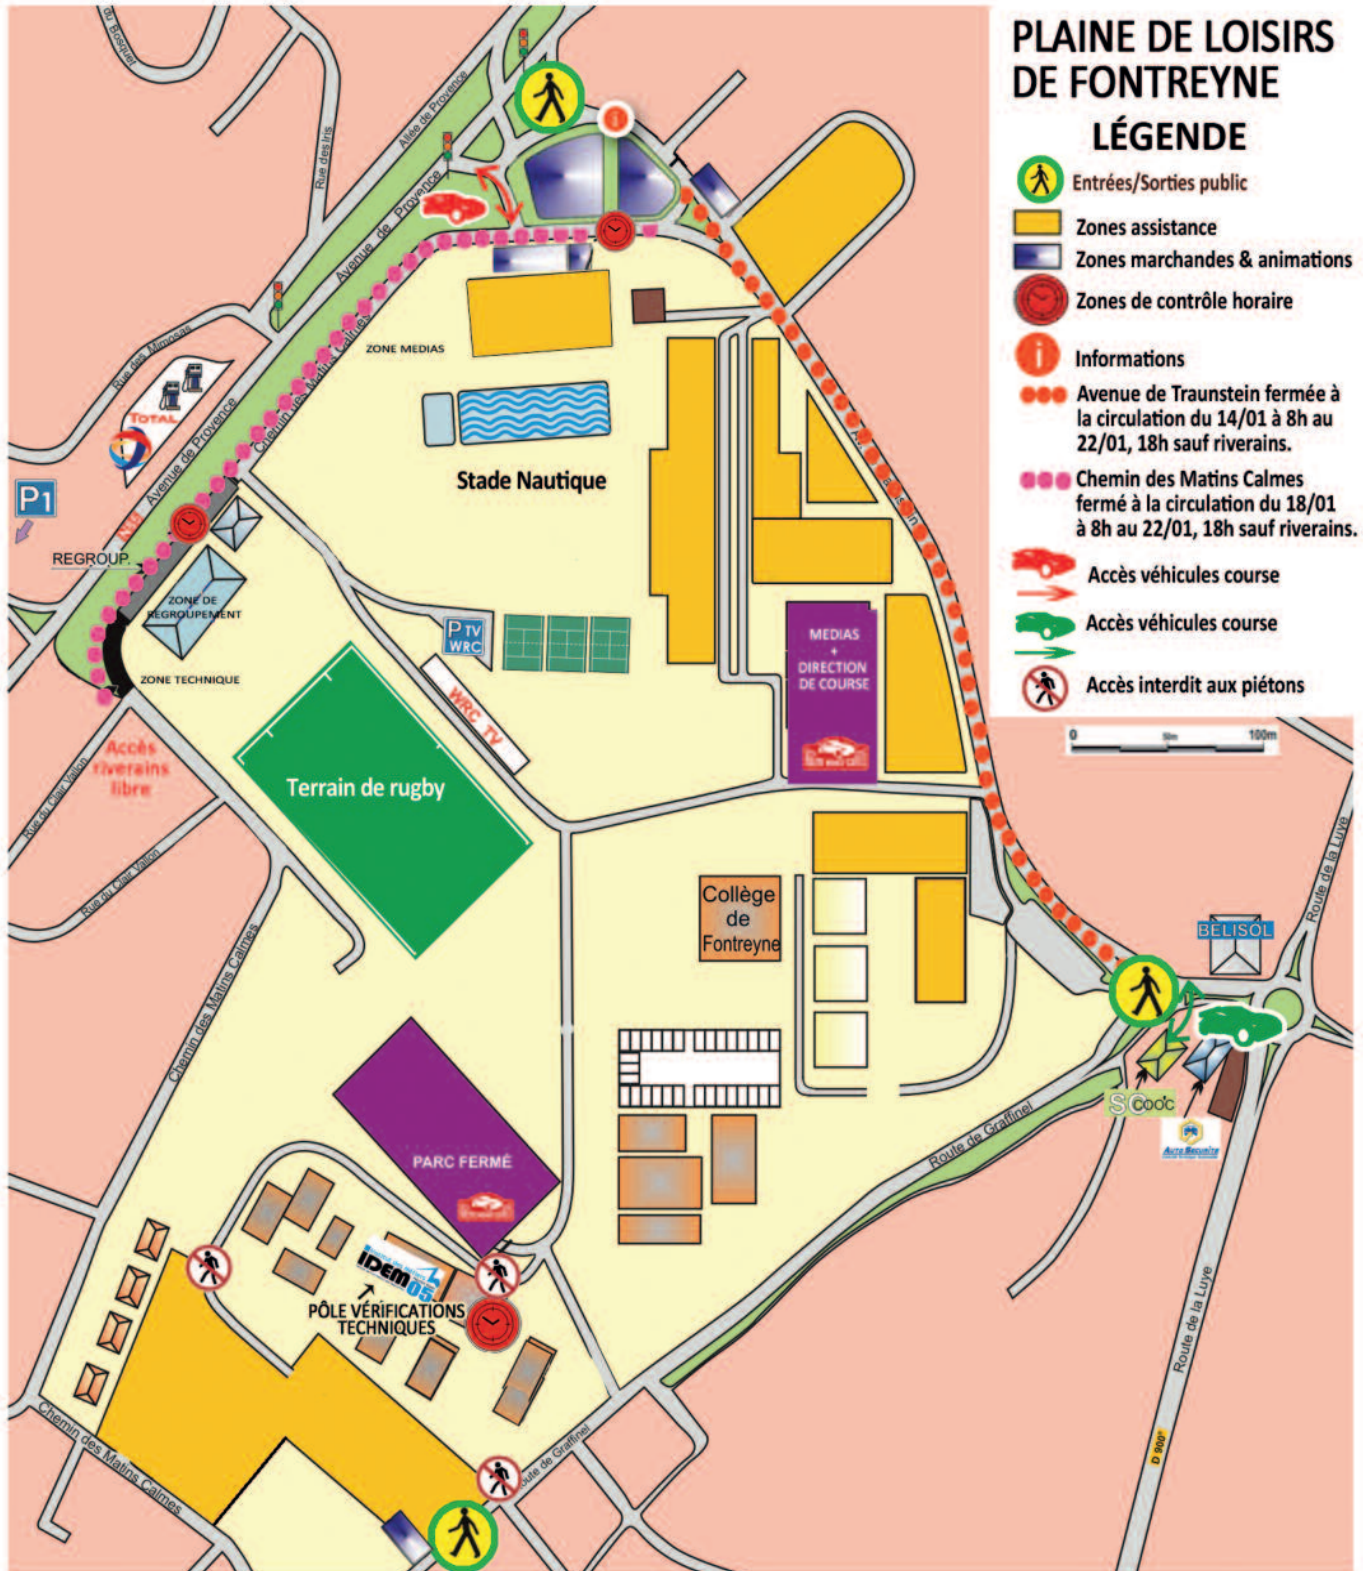 PLAINE DE LOISIRS
DE FONTREYNE
LÉGENDE
Entrées/Sorties public
Zones assistance
Zones marchandes & animations
Zones de contrôle horaire
i
Informations
Avenue de Traunstein fermée à
la circulation du 14/01 à 8h au
22/01, 18h sauf riverains.
Chemin des Matins Calmes
fermé à la circulation du 18/01
à 8h au 22/01, 18h sauf riverains.
Accès véhicules course
Accès véhicules course
Accès interdit aux piétons
0 50m 100m
du Bosquet
Rue des Iris
Allée de Provence
Avenue de Provence
i
Rue des Mimosas
TOTAL
Avenue de Provence
Chemin des Matins Calmes
ZONE MEDIAS
Stade Nautique
P1
REGROUP.
ZONE DE
REGROUPEMENT
ZONE TECHNIQUE
P TV
WRC
WRC TV
MEDIAS
+
DIRECTION
DE COURSE
Accès
riverains
libre
Rue du Clair Vallon
Rue du Clair Vallon
Terrain de rugby
Collège
de
Fontreyne
Chemin des Matins Calmes
BELISOL
Route de la Luye
SCOOC
AUTO SECURITE
Route de Graffinel
PARC FERMÉ
IDEM05
PÔLE VÉRIFICATIONS
TECHNIQUES
Route de la Luye
D 900
Chemin des Matins Calmes
Route de Graffinel